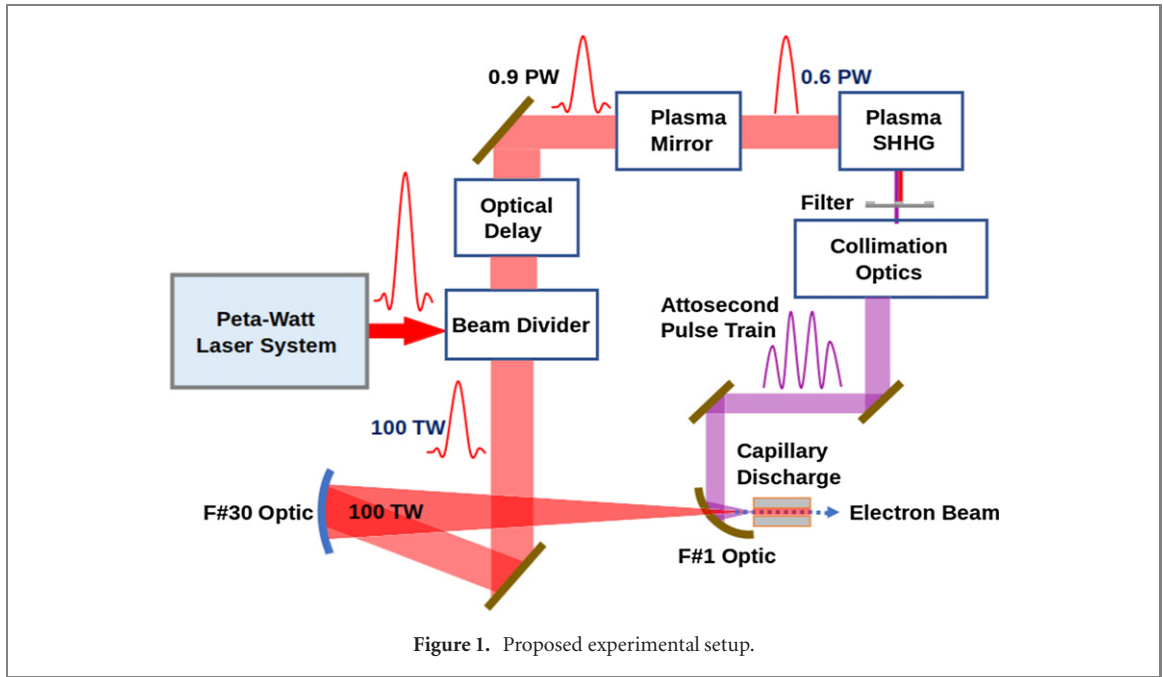 0.9 PW
0.6 PW
Plasma
Mirror
Plasma
SHHG
Filter
Optical
Delay
Collimation
Optics
Peta-Watt
Laser System
Beam Divider
Attosecond
Pulse Train
100 TW
Capillary
Discharge
F#30 Optic
100 TW
Electron Beam
F#1 Optic
Figure 1. Proposed experimental setup.